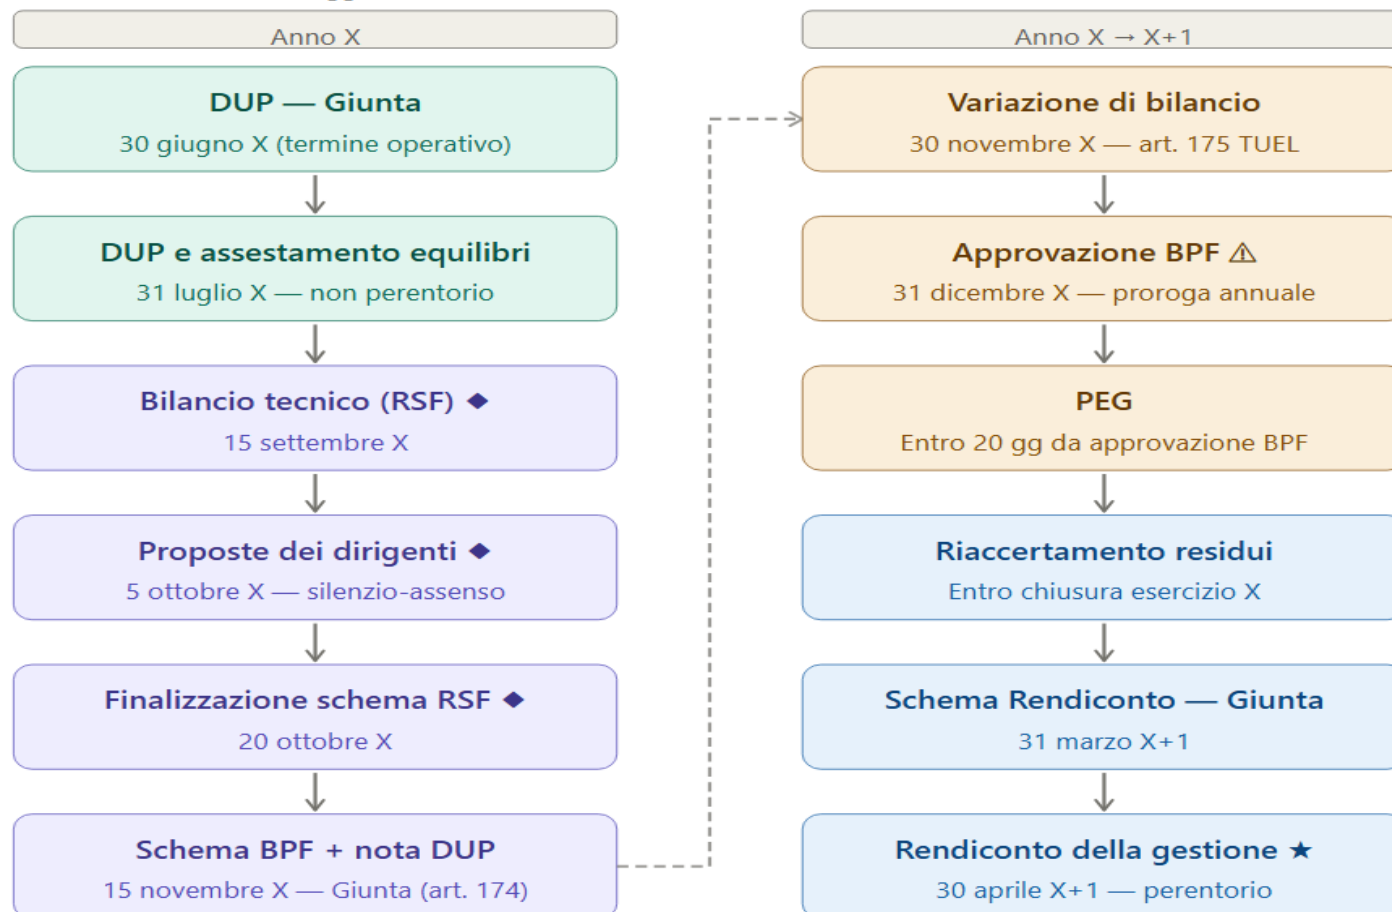 Anno X
DUP — Giunta
30 giugno X (termine operativo)
DUP e assestamento equilibri
31 luglio X — non perentorio
Bilancio tecnico (RSF) ◆
15 settembre X
Proposte dei dirigenti ◆
5 ottobre X — silenzio-assenso
Finalizzazione schema RSF ◆
20 ottobre X
Schema BPF + nota DUP
15 novembre X — Giunta (art. 174)
Anno X → X+1
Variazione di bilancio
30 novembre X — art. 175 TUEL
Approvazione BPF ⚠
31 dicembre X — proroga annuale
PEG
Entro 20 gg da approvazione BPF
Riaccertamento residui
Entro chiusura esercizio X
Schema Rendiconto — Giunta
31 marzo X+1
Rendiconto della gestione ★
30 aprile X+1 — perentorio